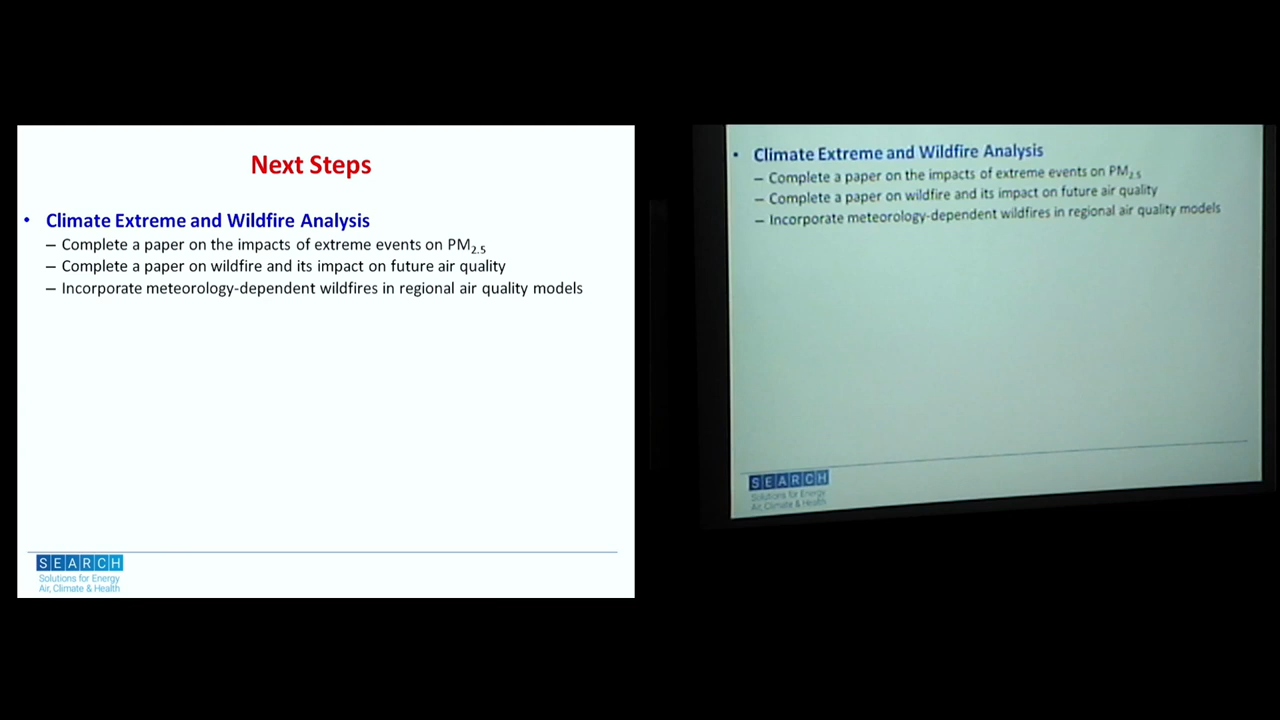 Next Steps
• Climate Extreme and Wildfire Analysis
– Complete a paper on the impacts of extreme events on PM2.5
– Complete a paper on wildfire and its impact on future air quality
– Incorporate meteorology-dependent wildfires in regional air quality models
SEARCH
Solutions for Energy
Air, Climate & Health
• Climate Extreme and Wildfire Analysis
– Complete a paper on the impacts of extreme events on PM2.5
– Complete a paper on wildfire and its impact on future air quality
– Incorporate meteorology-dependent wildfires in regional air quality models
SEARCH
Solutions for Energy
Air, Climate & Health